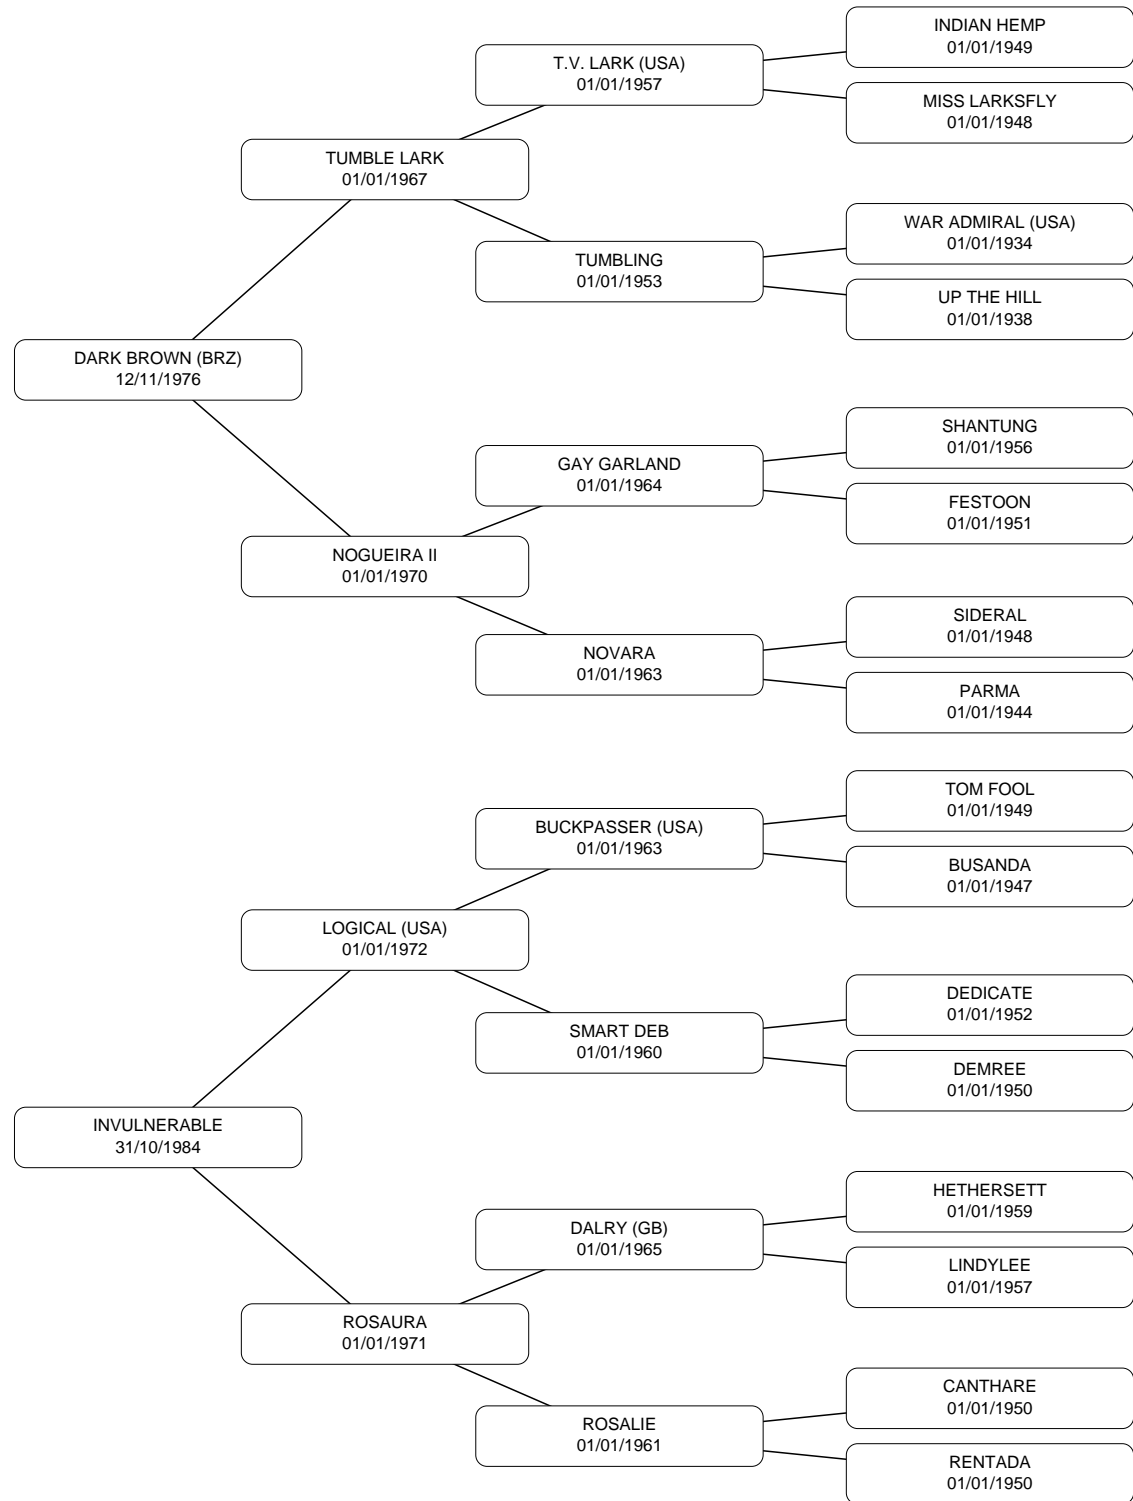 INDIAN HEMP
01/01/1949
T.V. LARK (USA)
01/01/1957
MISS LARKSFLY
01/01/1948
TUMBLE LARK
01/01/1967
WAR ADMIRAL (USA)
01/01/1934
TUMBLING
01/01/1953
UP THE HILL
01/01/1938
DARK BROWN (BRZ)
12/11/1976
SHANTUNG
01/01/1956
GAY GARLAND
01/01/1964
FESTOON
01/01/1951
NOGUEIRA II
01/01/1970
SIDERAL
01/01/1948
NOVARA
01/01/1963
PARMA
01/01/1944
TOM FOOL
01/01/1949
BUCKPASSER (USA)
01/01/1963
BUSANDA
01/01/1947
LOGICAL (USA)
01/01/1972
DEDICATE
01/01/1952
SMART DEB
01/01/1960
DEMREE
01/01/1950
INVULNERABLE
31/10/1984
HETHERSETT
01/01/1959
DALRY (GB)
01/01/1965
LINDYLEE
01/01/1957
ROSAURA
01/01/1971
CANTHARE
01/01/1950
ROSALIE
01/01/1961
RENTADA
01/01/1950